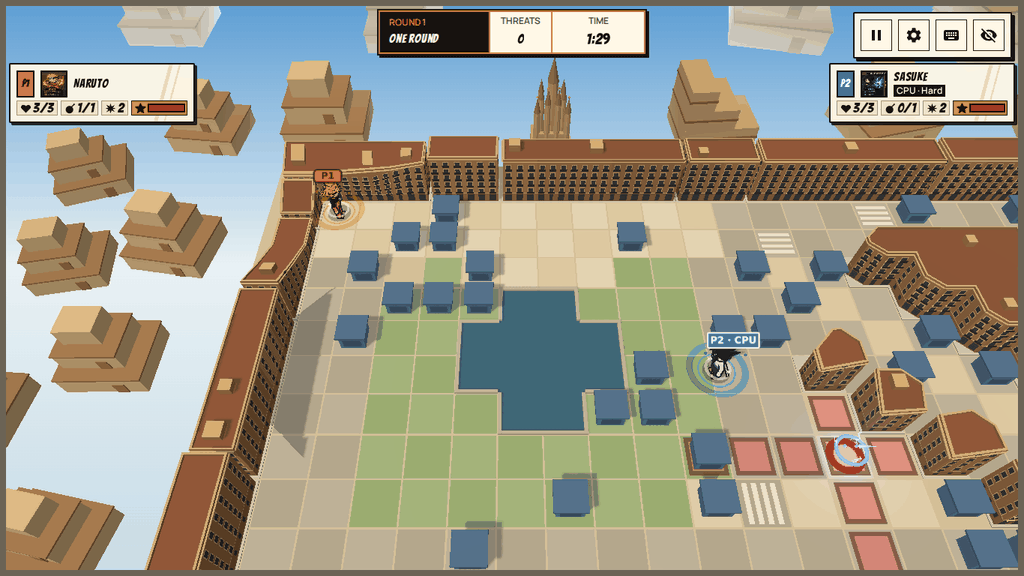 ROUND 1
ONE ROUND
THREATS
0
TIME
1:29
P1
NARUTO
3/3
1/1
2
P2
SASUKE
CPU·Hard
3/3
0/1
2
P1
P2 · CPU